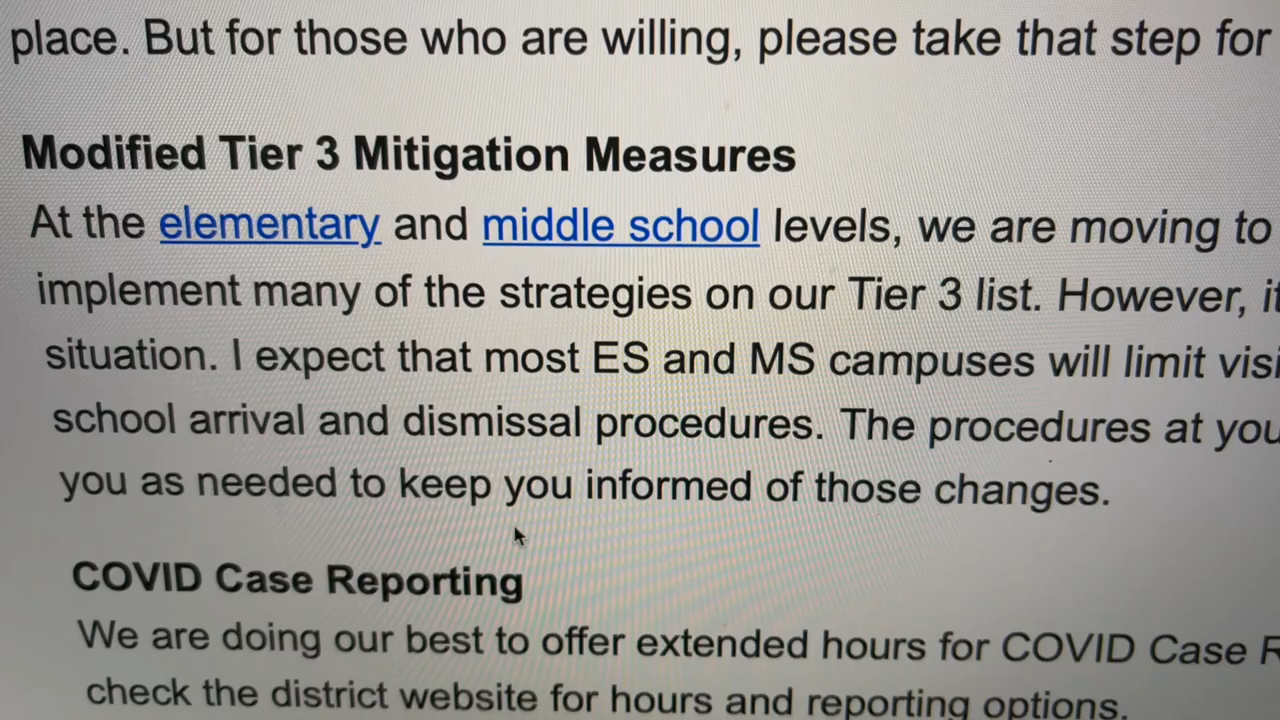 place. But for those who are willing, please take that step for
Modified Tier 3 Mitigation Measures
At the elementary and middle school levels, we are moving to
implement many of the strategies on our Tier 3 list. However, it
situation. I expect that most ES and MS campuses will limit visi
school arrival and dismissal procedures. The procedures at you
you as needed to keep you informed of those changes.
COVID Case Reporting
We are doing our best to offer extended hours for COVID Case R
check the district website for hours and reporting options.